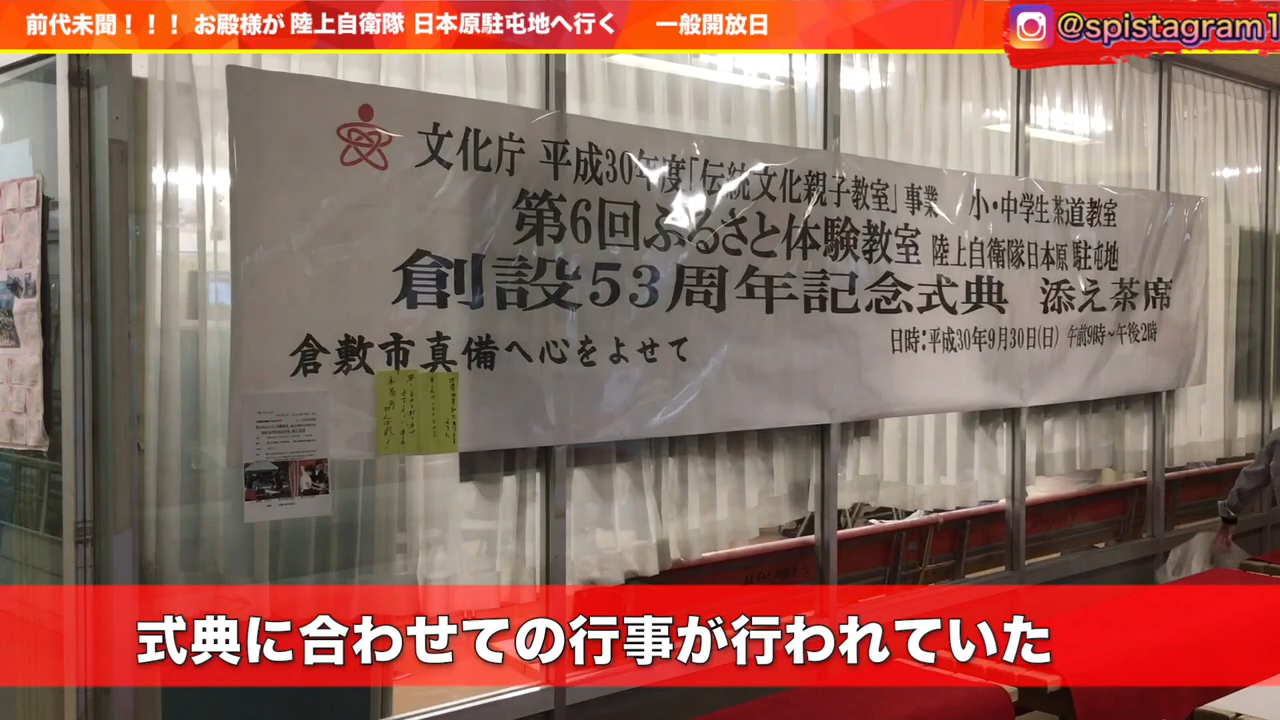 前代未聞！！！ お殿様が 陸上自衛隊 日本原駐屯地へ行く 一般開放日
@spistagram1
文化庁 平成30年度「伝統文化親子教室」事業 小・中学生茶道教室
第6回ふるさと体験教室 陸上自衛隊日本原駐屯地
創設53周年記念式典 添え茶席
日時：平成30年9月30日(日) 午前9時～午後2時
倉敷市真備へ心をよせて
式典に合わせての行事が行われていた